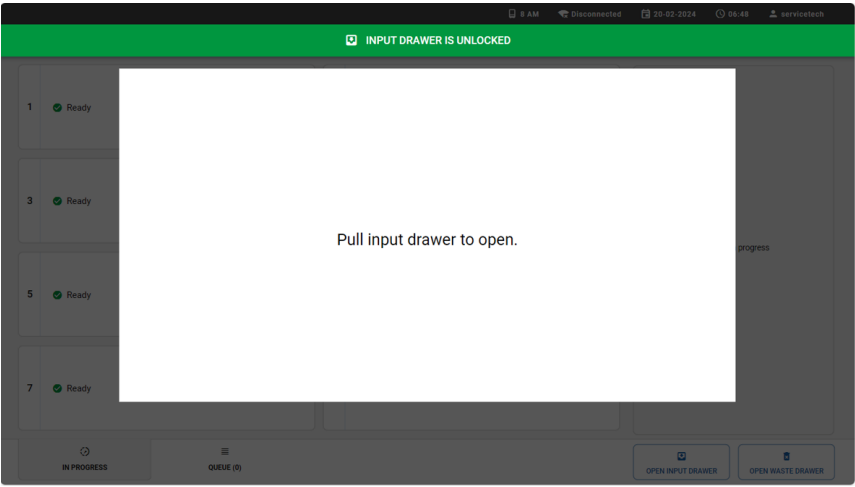 8 AM Disconnected 20-02-2024 06:48 servicetech
INPUT DRAWER IS UNLOCKED
1 Ready
3 Ready
Pull input drawer to open.
progress
5 Ready
7 Ready
IN PROGRESS QUEUE (0) OPEN INPUT DRAWER OPEN WASTE DRAWER